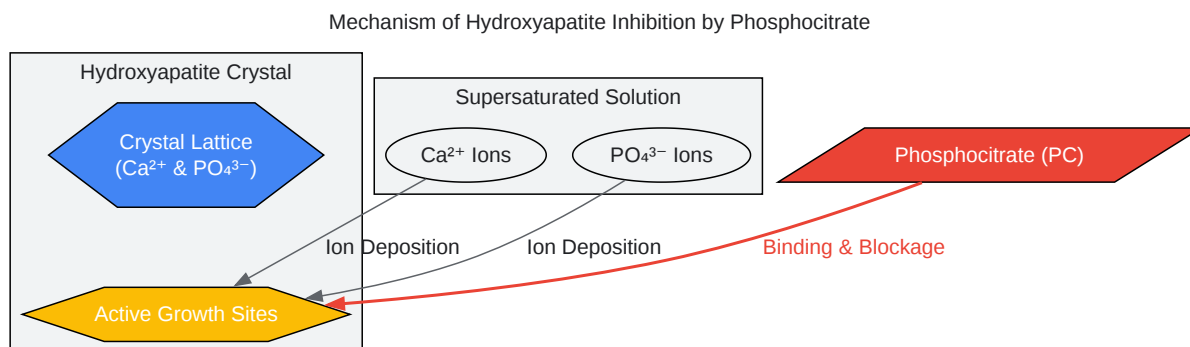 Mechanism of Hydroxyapatite Inhibition by Phosphocitrate
Hydroxyapatite Crystal
Supersaturated Solution
Crystal Lattice
(Ca²⁺ & PO₄³⁻)
Ca²⁺ Ions
PO₄³⁻ Ions
Phosphocitrate (PC)
Ion Deposition
Ion Deposition
Binding & Blockage
Active Growth Sites